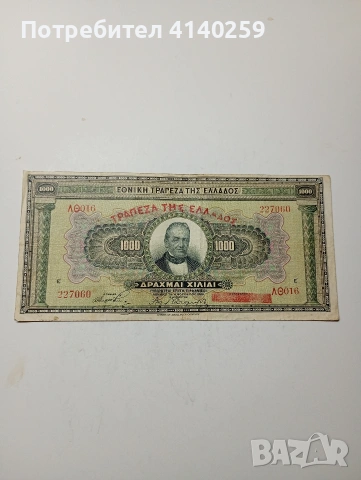 Потребител 4140259
1000
1000
ΕΘΝΙΚΗ ΤΡΑΠΕΖΑ ΤΗΣ ΕΛΛΑΔΟΣ
ΛΘ016
ΤΡΑΠΕΖΑ ΤΗΣ ΕΛΛΑΔΟΣ
227060
1000
1000
Ε
Ε
ΔΡΑΧΜΑΙ ΧΙΛΙΑΙ
227060
ΛΘ016
BAZAR